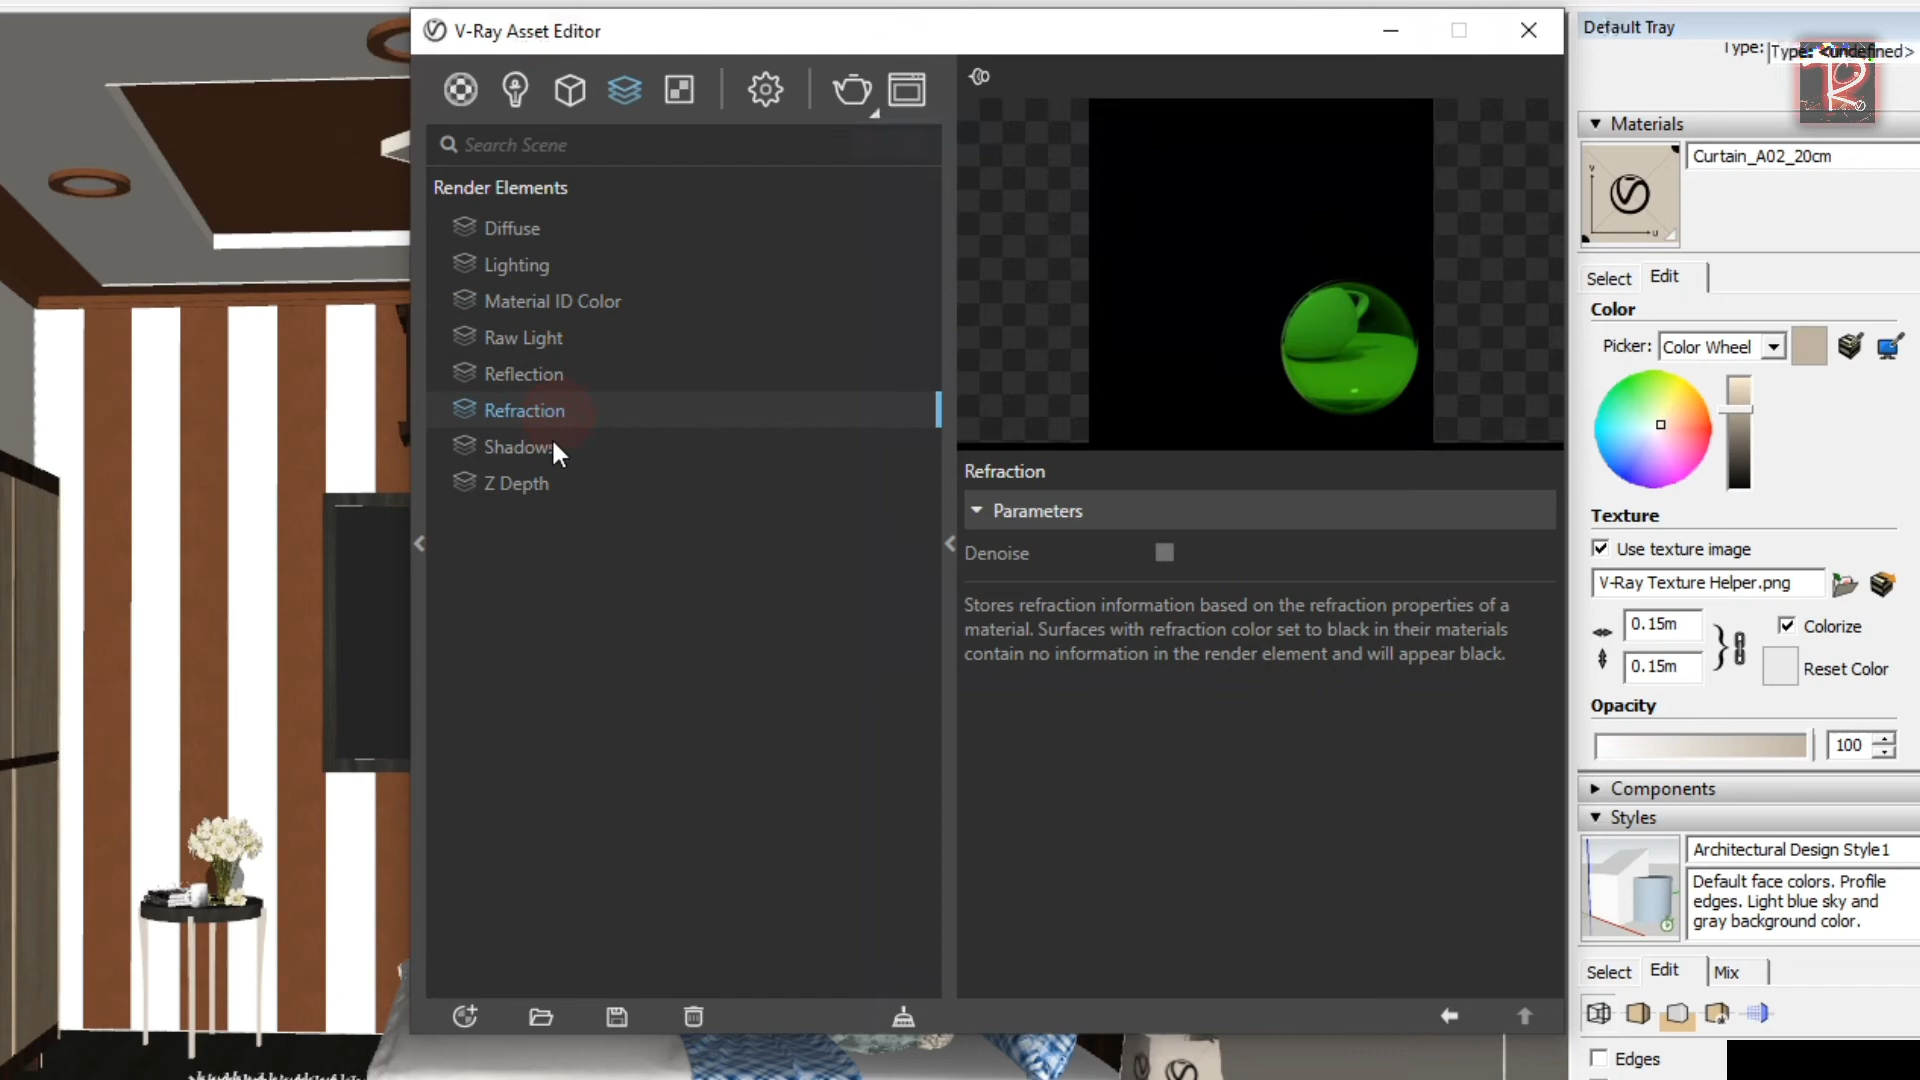 V-Ray Asset Editor
Search Scene
Render Elements
Diffuse
Lighting
Material ID Color
Raw Light
Reflection
Refraction
Shadows
Z Depth
Refraction
Parameters
Denoise
Stores refraction information based on the refraction properties of a
material. Surfaces with refraction color set to black in their materials
contain no information in the render element and will appear black.
Default Tray
Type: <undefined>
Materials
Curtain_A02_20cm
Select Edit
Color
Picker: Color Wheel
Texture
Use texture image
V-Ray Texture Helper.png
0.15m
Colorize
0.15m
Reset Color
Opacity
100
Components
Styles
Architectural Design Style1
Default face colors. Profile
edges. Light blue sky and
gray background color.
Select Edit Mix
Edges